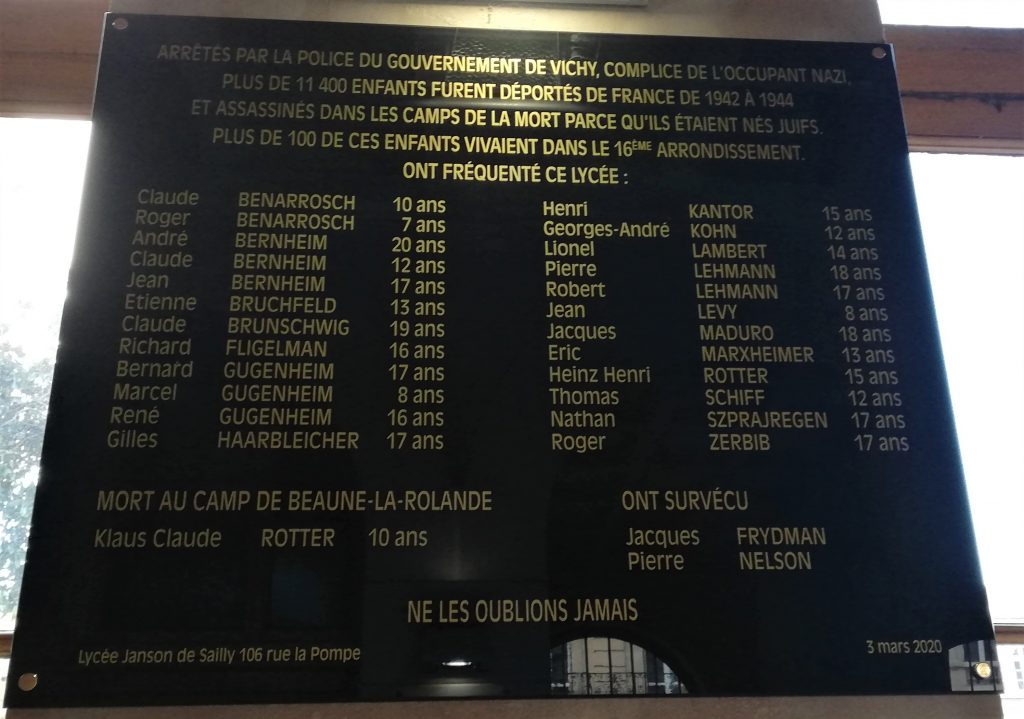 ARRÊTÉS PAR LA POLICE DU GOUVERNEMENT DE VICHY, COMPLICE DE L'OCCUPANT NAZI,
PLUS DE 11 400 ENFANTS FURENT DÉPORTÉS DE FRANCE DE 1942 À 1944
ET ASSASSINÉS DANS LES CAMPS DE LA MORT PARCE QU'ILS ÉTAIENT NÉS JUIFS.
PLUS DE 100 DE CES ENFANTS VIVAIENT DANS LE 16ÈME ARRONDISSEMENT.
ONT FRÉQUENTÉ CE LYCÉE :
Claude BENARROSCH 10 ans
Roger BENARROSCH 7 ans
André BERNHEIM 20 ans
Claude BERNHEIM 12 ans
Jean BERNHEIM 17 ans
Etienne BRUCHFELD 13 ans
Claude BRUNSCHWIG 19 ans
Richard FLIGELMAN 16 ans
Bernard GUGENHEIM 17 ans
Marcel GUGENHEIM 8 ans
René GUGENHEIM 16 ans
Gilles HAARBLEICHER 17 ans
Henri KANTOR 15 ans
Georges-André KOHN 12 ans
Lionel LAMBERT 14 ans
Pierre LEHMANN 18 ans
Robert LEHMANN 17 ans
Jean LEVY 8 ans
Jacques MADURO 18 ans
Eric MARXHEIMER 13 ans
Heinz Henri ROTTER 15 ans
Thomas SCHIFF 12 ans
Nathan SZPRAJREGEN 17 ans
Roger ZERBIB 17 ans
MORT AU CAMP DE BEAUNE-LA-ROLANDE
Klaus Claude ROTTER 10 ans
ONT SURVÉCU
Jacques FRYDMAN
Pierre NELSON
NE LES OUBLIONS JAMAIS
Lycée Janson de Sailly 106 rue la Pompe
3 mars 2020